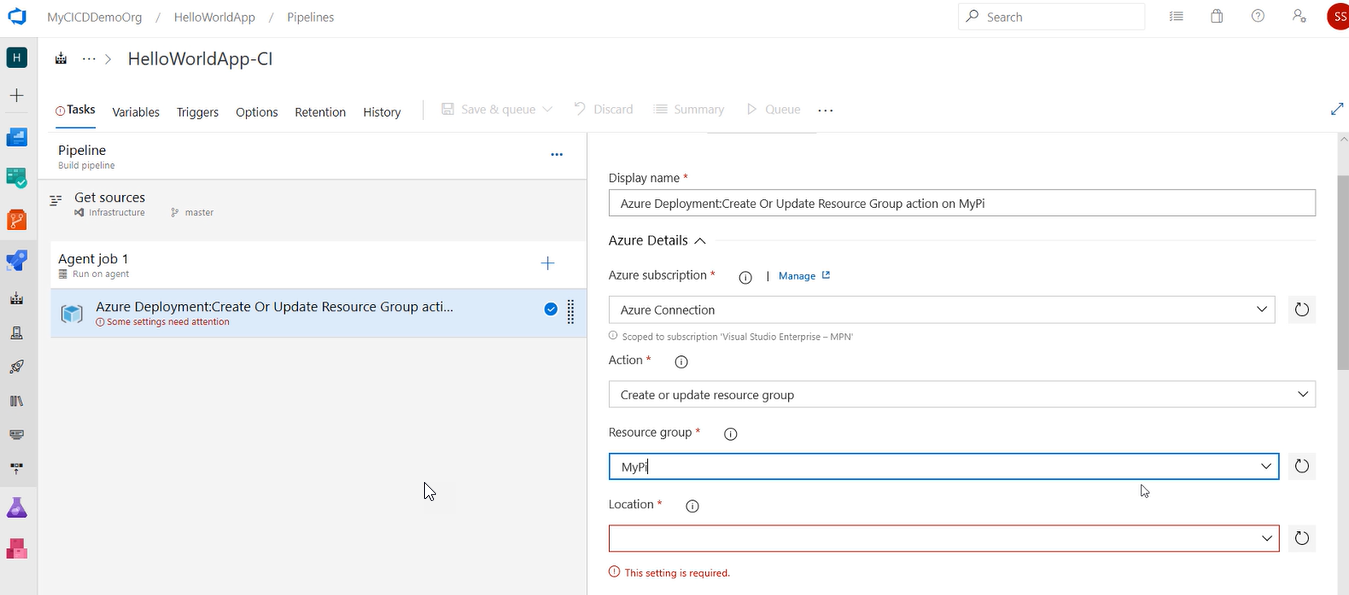 MyCICDDemoOrg / HelloWorldApp / Pipelines
Search
SS
H
··· > HelloWorldApp-CI
Tasks Variables Triggers Options Retention History Save & queue Discard Summary Queue ···
Pipeline
Build pipeline
Get sources
Infrastructure master
Agent job 1
Run on agent
Azure Deployment:Create Or Update Resource Group acti...
Some settings need attention
Display name *
Azure Deployment:Create Or Update Resource Group action on MyPi
Azure Details
Azure subscription * | Manage
Azure Connection
Scoped to subscription 'Visual Studio Enterprise – MPN'
Action *
Create or update resource group
Resource group *
MyPi
Location *
This setting is required.